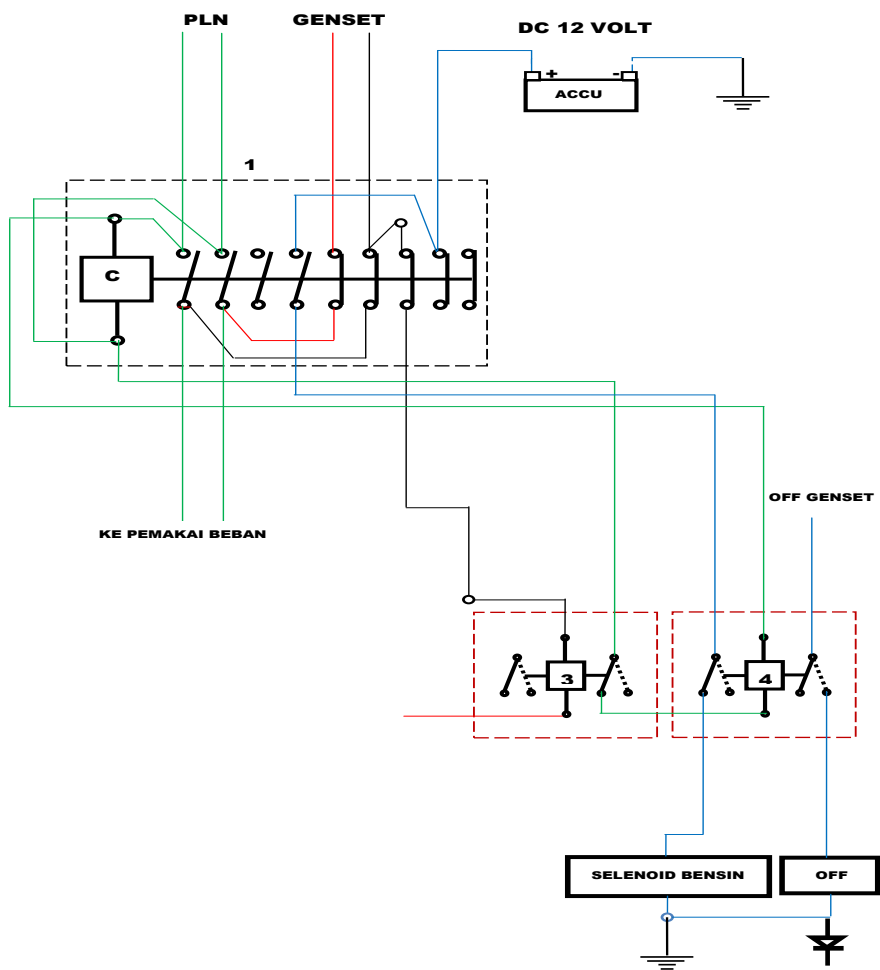 PLN
GENSET
DC 12 VOLT
+
-
ACCU
1
C
OFF GENSET
KE PEMAKAI BEBAN
3
4
SELENOID BENSIN
OFF